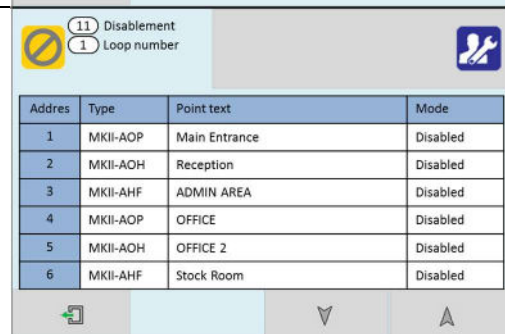 11 Disablement
1 Loop number
Addres Type Point text Mode
1 MKII-AOP Main Entrance Disabled
2 MKII-AOH Reception Disabled
3 MKII-AHF ADMIN AREA Disabled
4 MKII-AOP OFFICE Disabled
5 MKII-AOH OFFICE 2 Disabled
6 MKII-AHF Stock Room Disabled